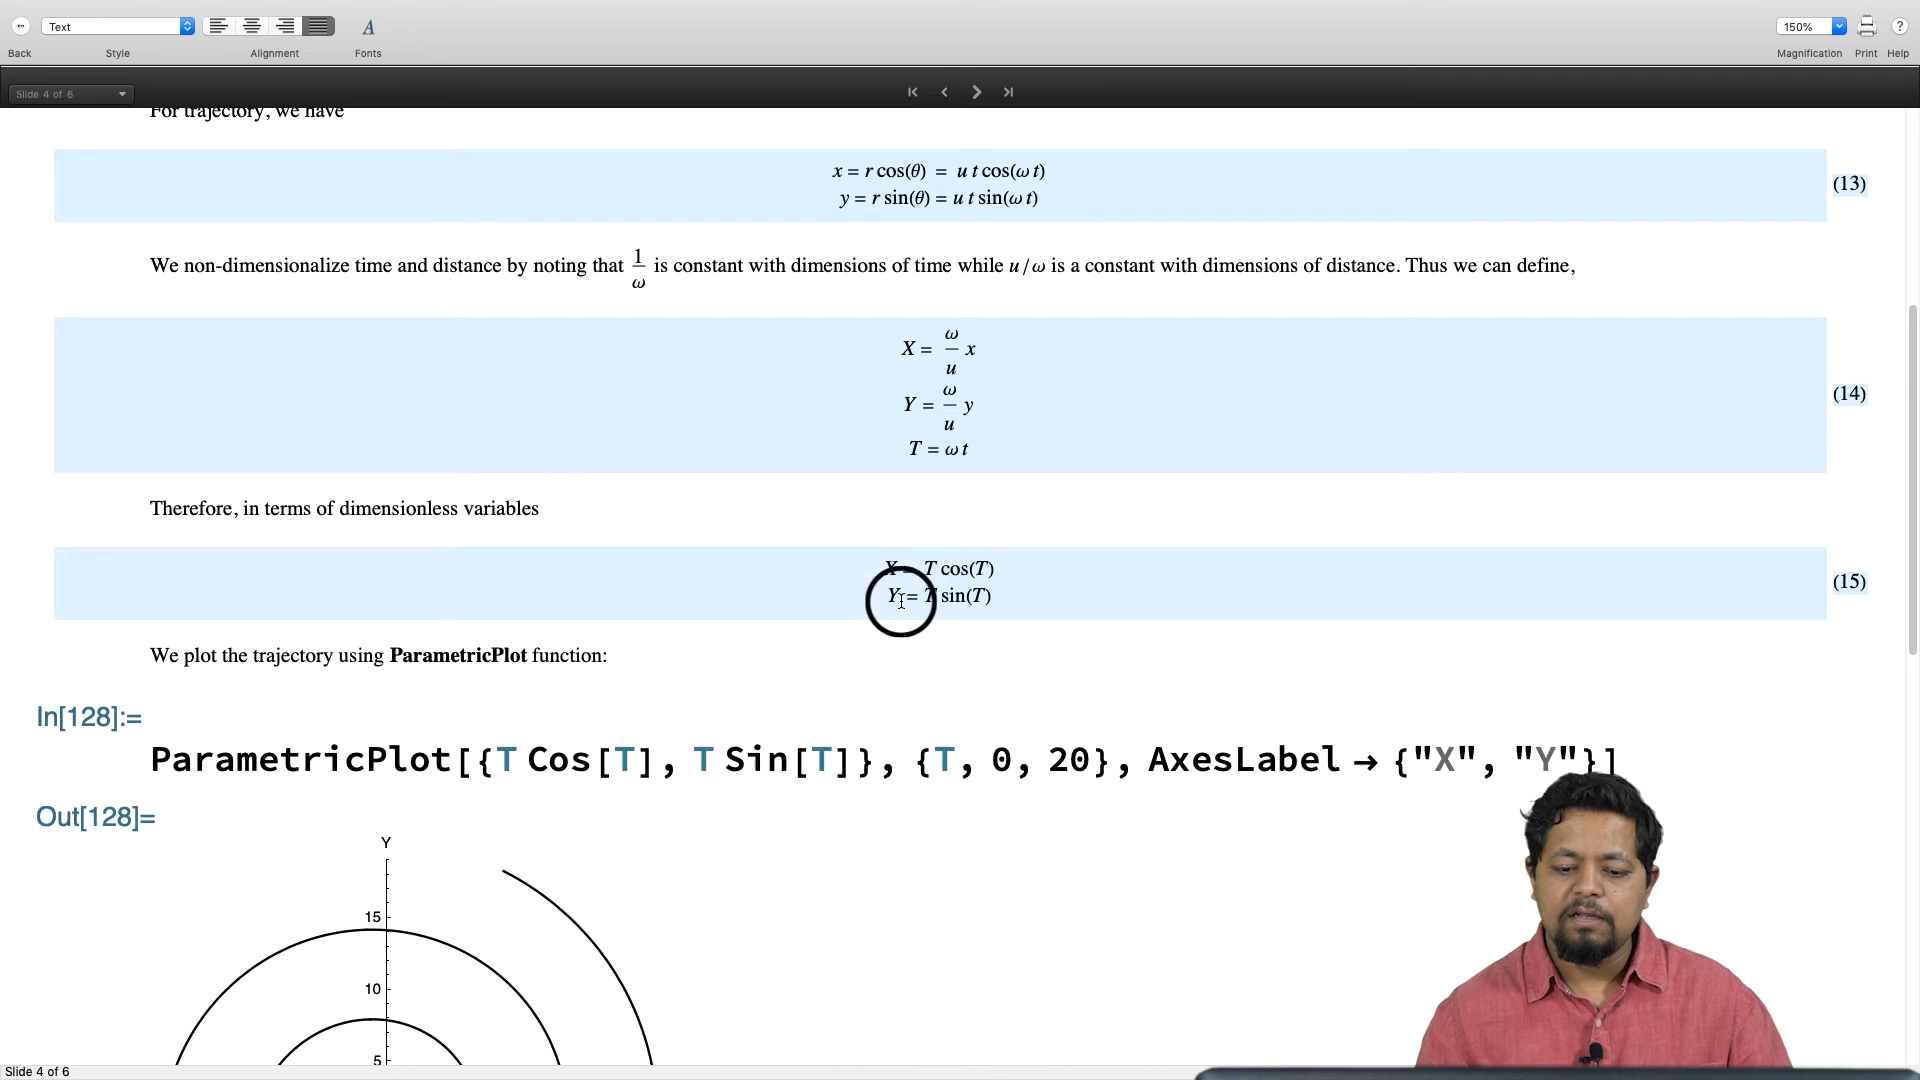 Text
150%
Back
Style
Alignment
Fonts
Magnification
Print
Help
Slide 4 of 6
For trajectory, we have
x = r cos(θ) = u t cos(ω t)
y = r sin(θ) = u t sin(ω t)
(13)
We non-dimensionalize time and distance by noting that 1/ω is constant with dimensions of time while u/ω is a constant with dimensions of distance. Thus we can define,
X = ω/u x
Y = ω/u y
T = ω t
(14)
Therefore, in terms of dimensionless variables
X = T cos(T)
Y = T sin(T)
(15)
We plot the trajectory using ParametricPlot function:
In[128]:=
ParametricPlot[{T Cos[T], T Sin[T]}, {T, 0, 20}, AxesLabel → {"X", "Y"}]
Out[128]=
Y
15
10
5
Slide 4 of 6